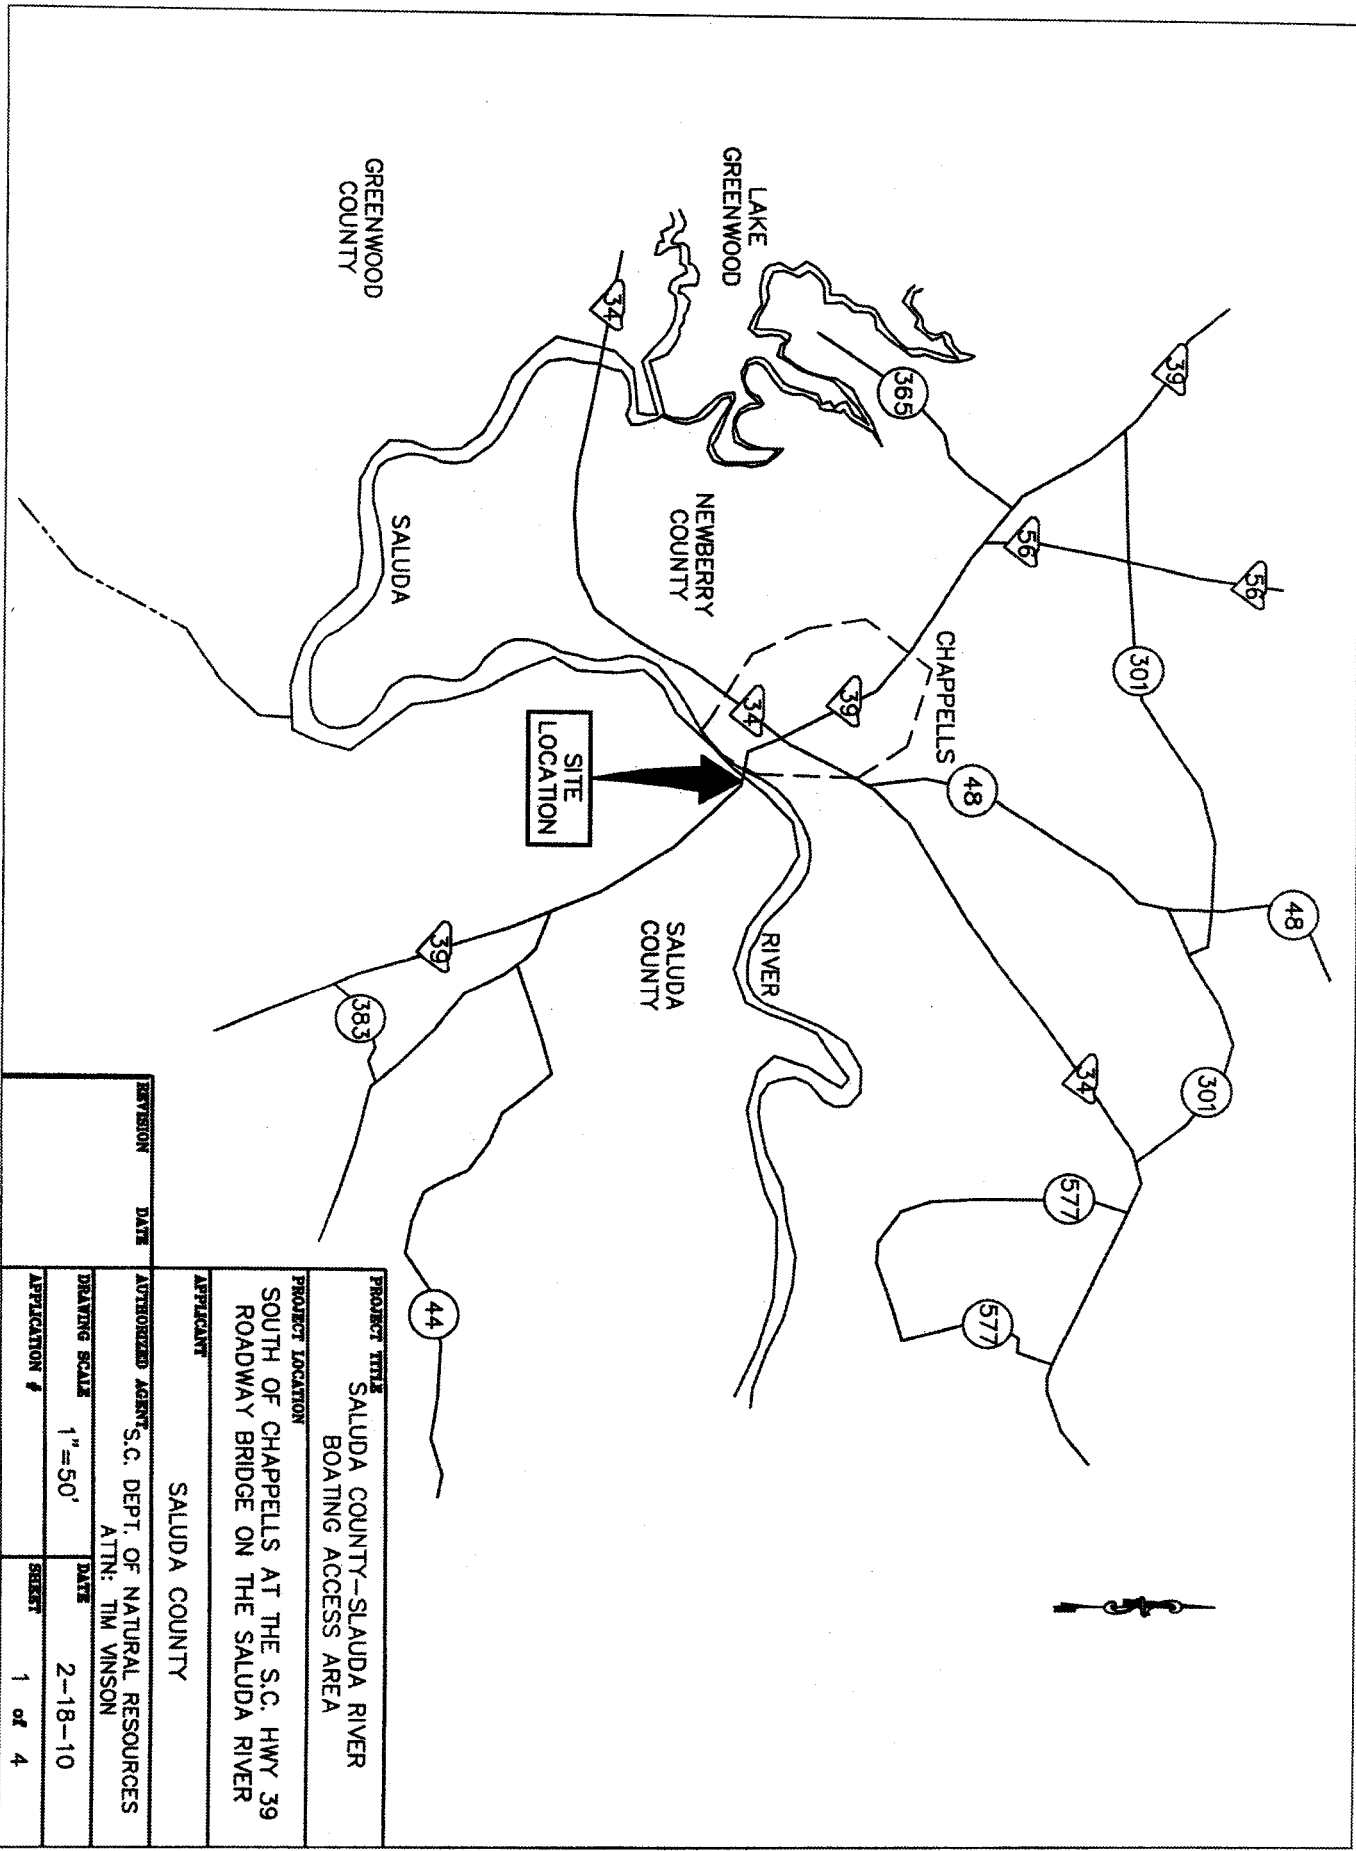 39
56
56
301
365
48
48
CHAPPELLS
LAKE
GREENWOOD
NEWBERRY
COUNTY
39
34
34
34
301
577
577
RIVER
SALUDA
GREENWOOD
COUNTY
SITE
LOCATION
SALUDA
COUNTY
39
383
44
PROJECT TITLE
SALUDA COUNTY-SLAUDA RIVER
BOATING ACCESS AREA
PROJECT LOCATION
SOUTH OF CHAPPELLS AT THE S.C. HWY 39
ROADWAY BRIDGE ON THE SALUDA RIVER
APPLICANT
SALUDA COUNTY
REVISION DATE
AUTHORIZED AGENT S.C. DEPT. OF NATURAL RESOURCES
ATTN: TIM VINSON
DRAWING SCALE 1"=50'
DATE 2-18-10
APPLICATION #
SHEET 1 of 4